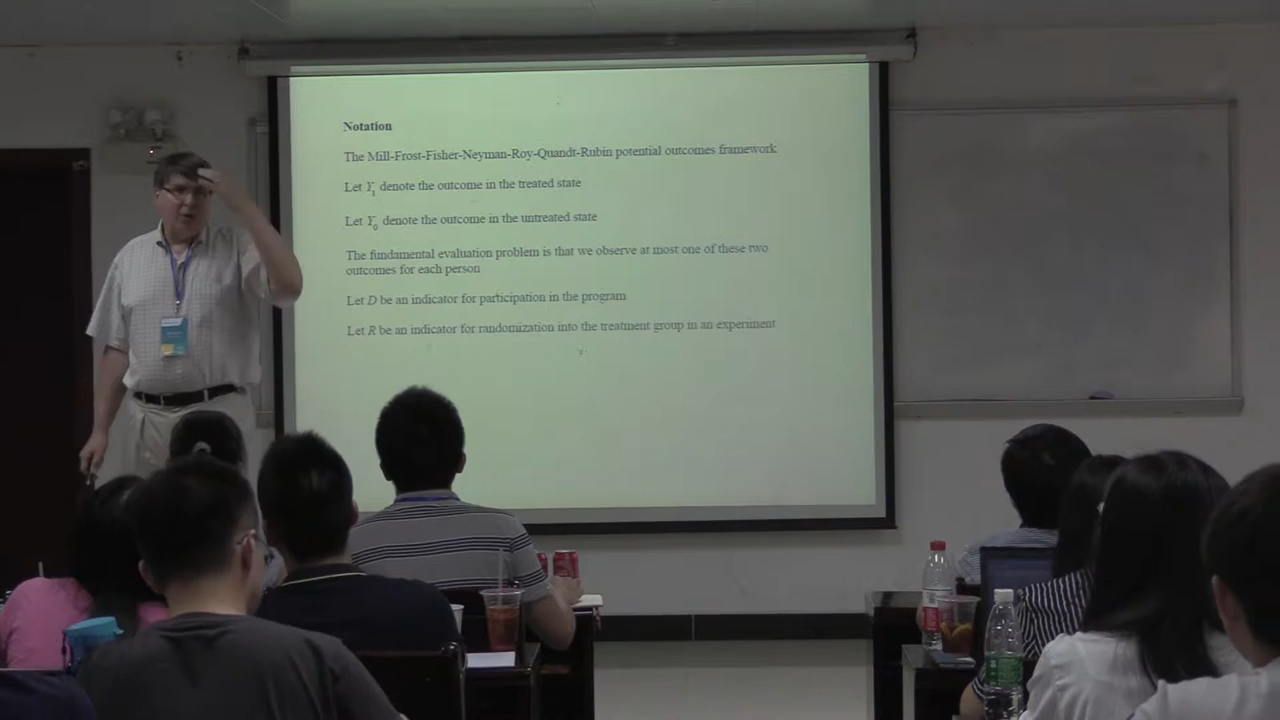 Notation
The Mill-Frost-Fisher-Neyman-Roy-Quandt-Rubin potential outcomes framework
Let Y₁ denote the outcome in the treated state
Let Y₀ denote the outcome in the untreated state
The fundamental evaluation problem is that we observe at most one of these two
outcomes for each person
Let D be an indicator for participation in the program
Let R be an indicator for randomization into the treatment group in an experiment